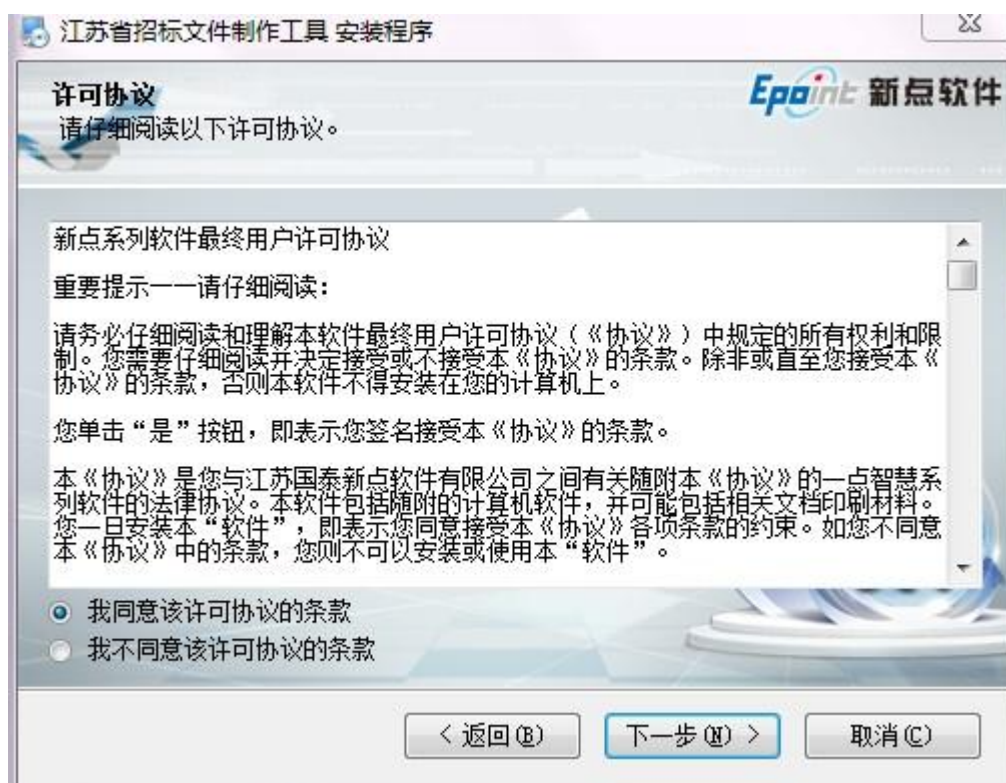 江苏省招标文件制作工具 安装程序
许可协议
Epoint 新点软件
请仔细阅读以下许可协议。
新点系列软件最终用户许可协议
重要提示——请仔细阅读：
请务必仔细阅读和理解本软件最终用户许可协议（《协议》）中规定的所有权利和限
制。您需要仔细阅读并决定接受或不接受本《协议》的条款。除非或直至您接受本《
协议》的条款，否则本软件不得安装在您的计算机上。
您单击“是”按钮，即表示您签名接受本《协议》的条款。
本《协议》是您与江苏国泰新点软件有限公司之间有关随附本《协议》的一点智慧系
列软件的法律协议。本软件包括随附的计算机软件，并可能包括相关文档印刷材料。
您一旦安装本“软件”，即表示您同意接受本《协议》各项条款的约束。如您不同意
本《协议》中的条款，您则不可以安装或使用本“软件”。
我同意该许可协议的条款
我不同意该许可协议的条款
< 返回(B)
下一步(N) >
取消(C)